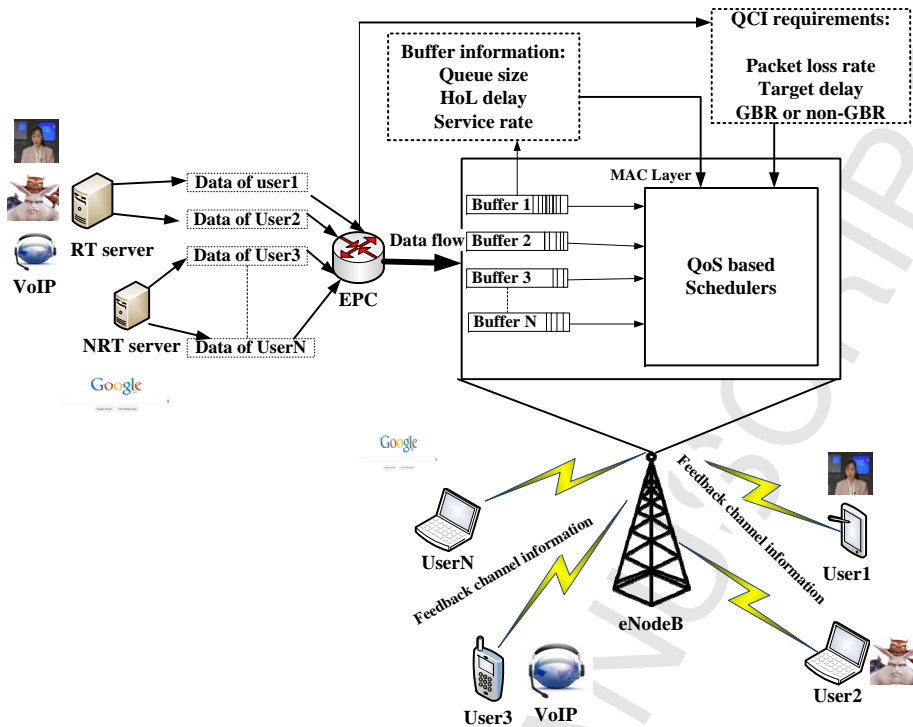 QCI requirements:
Packet loss rate
Target delay
GBR or non-GBR
Buffer information:
Queue size
HoL delay
Service rate
MAC Layer
Data of user1
Data of User2
Data of User3
Data of UserN
RT server
VoIP
NRT server
Google
EPC
Data flow
Buffer 1
Buffer 2
Buffer 3
Buffer N
QoS based
Schedulers
Google
UserN
Feedback channel information
Feedback channel information
User1
eNodeB
User3
VoIP
User2